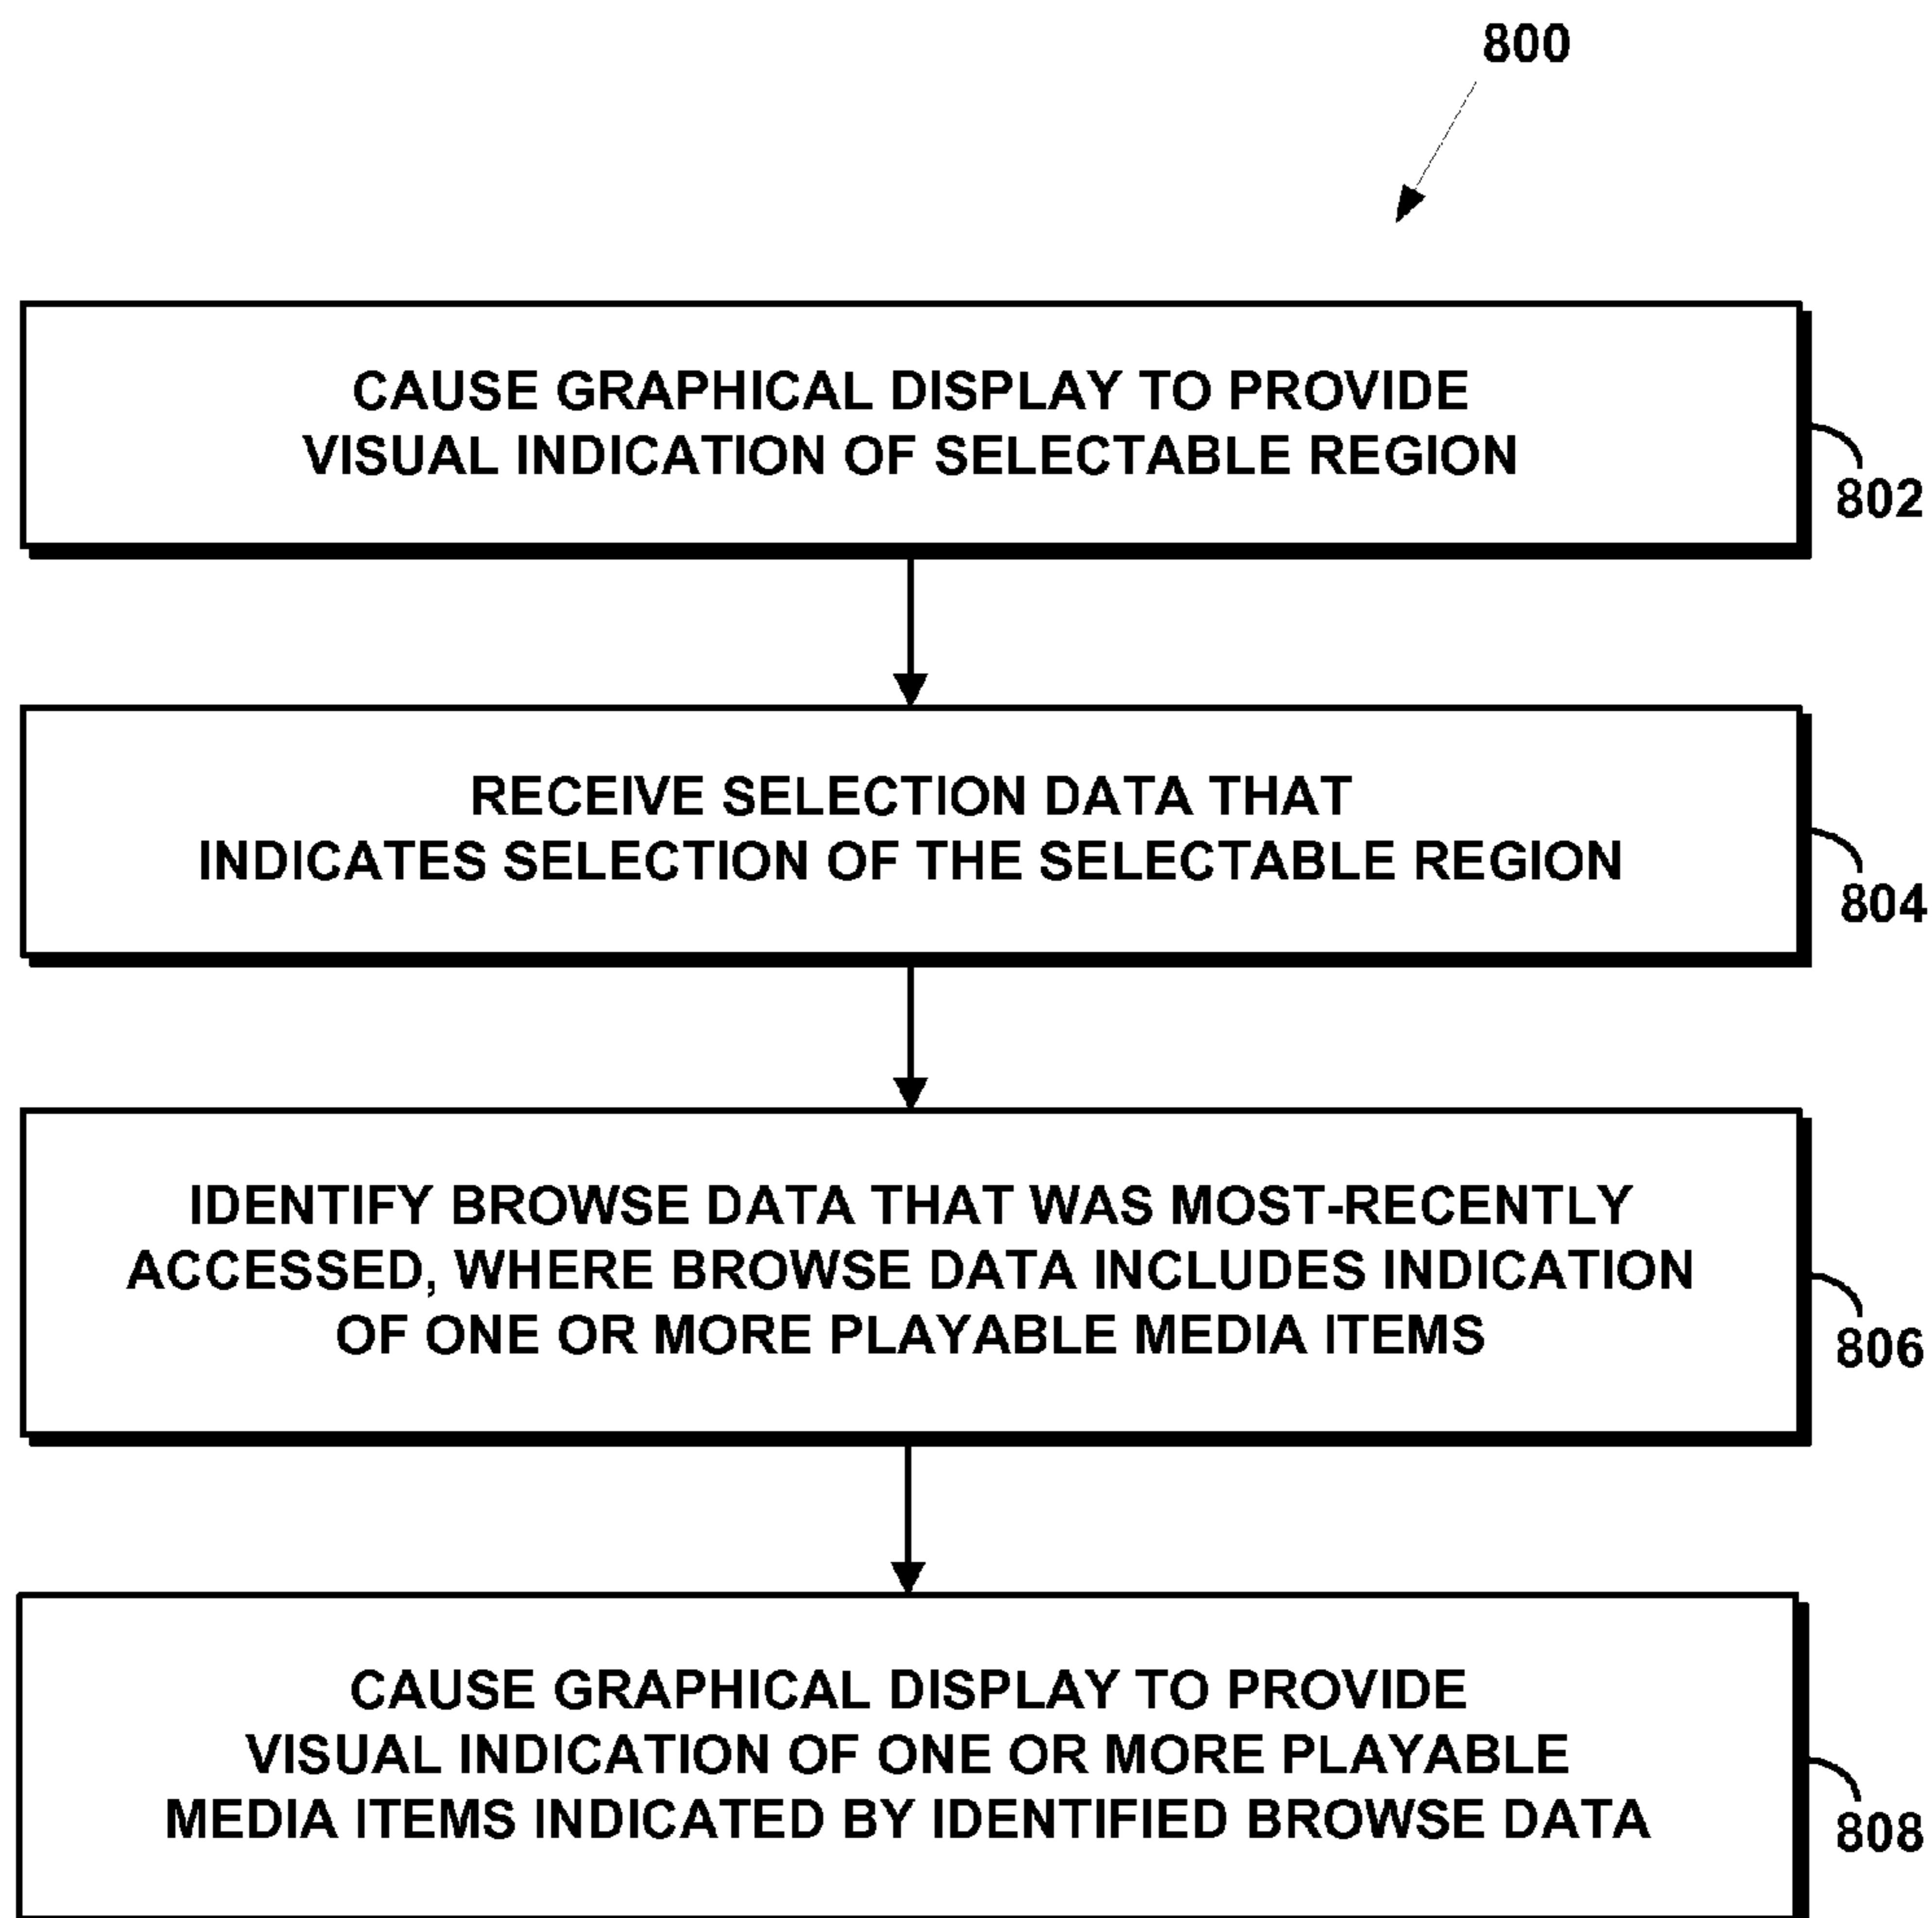 800
CAUSE GRAPHICAL DISPLAY TO PROVIDE
VISUAL INDICATION OF SELECTABLE REGION
802
RECEIVE SELECTION DATA THAT
INDICATES SELECTION OF THE SELECTABLE REGION
804
IDENTIFY BROWSE DATA THAT WAS MOST-RECENTLY
ACCESSED, WHERE BROWSE DATA INCLUDES INDICATION
OF ONE OR MORE PLAYABLE MEDIA ITEMS
806
CAUSE GRAPHICAL DISPLAY TO PROVIDE
VISUAL INDICATION OF ONE OR MORE PLAYABLE
MEDIA ITEMS INDICATED BY IDENTIFIED BROWSE DATA
808